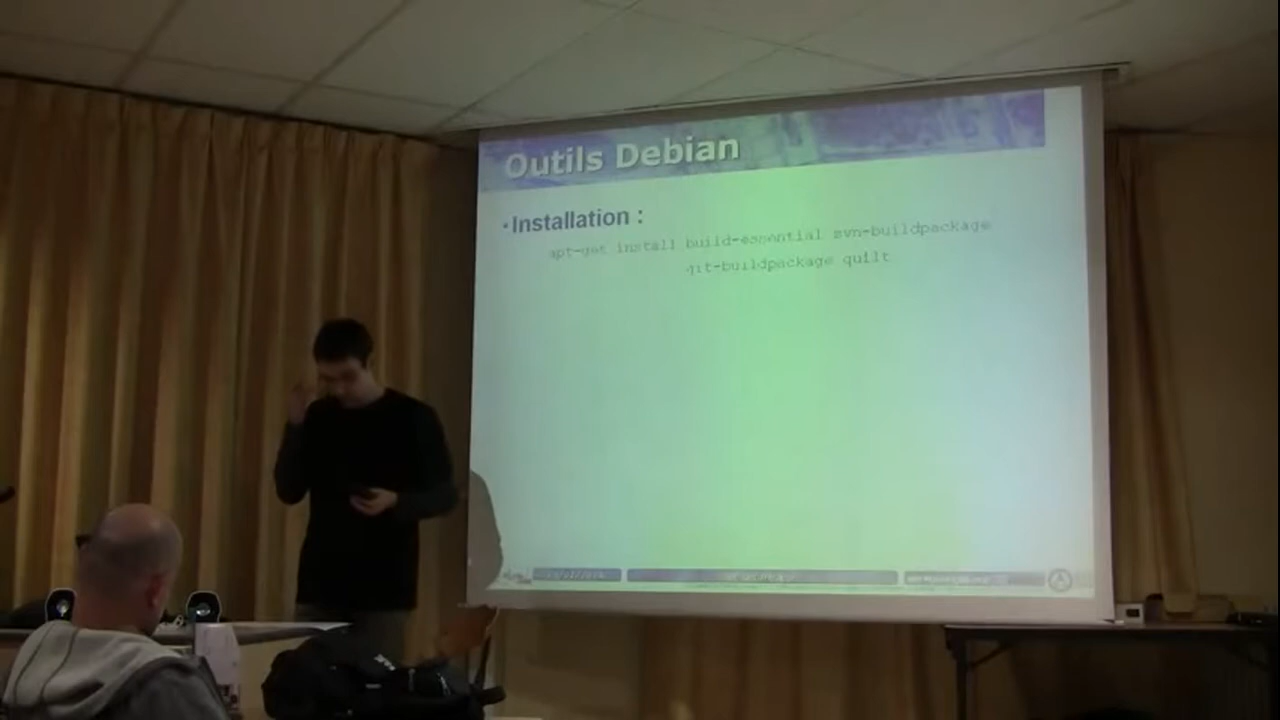 Outils Debian
• Installation :
apt-get install build-essential svn-buildpackage
git-buildpackage quilt